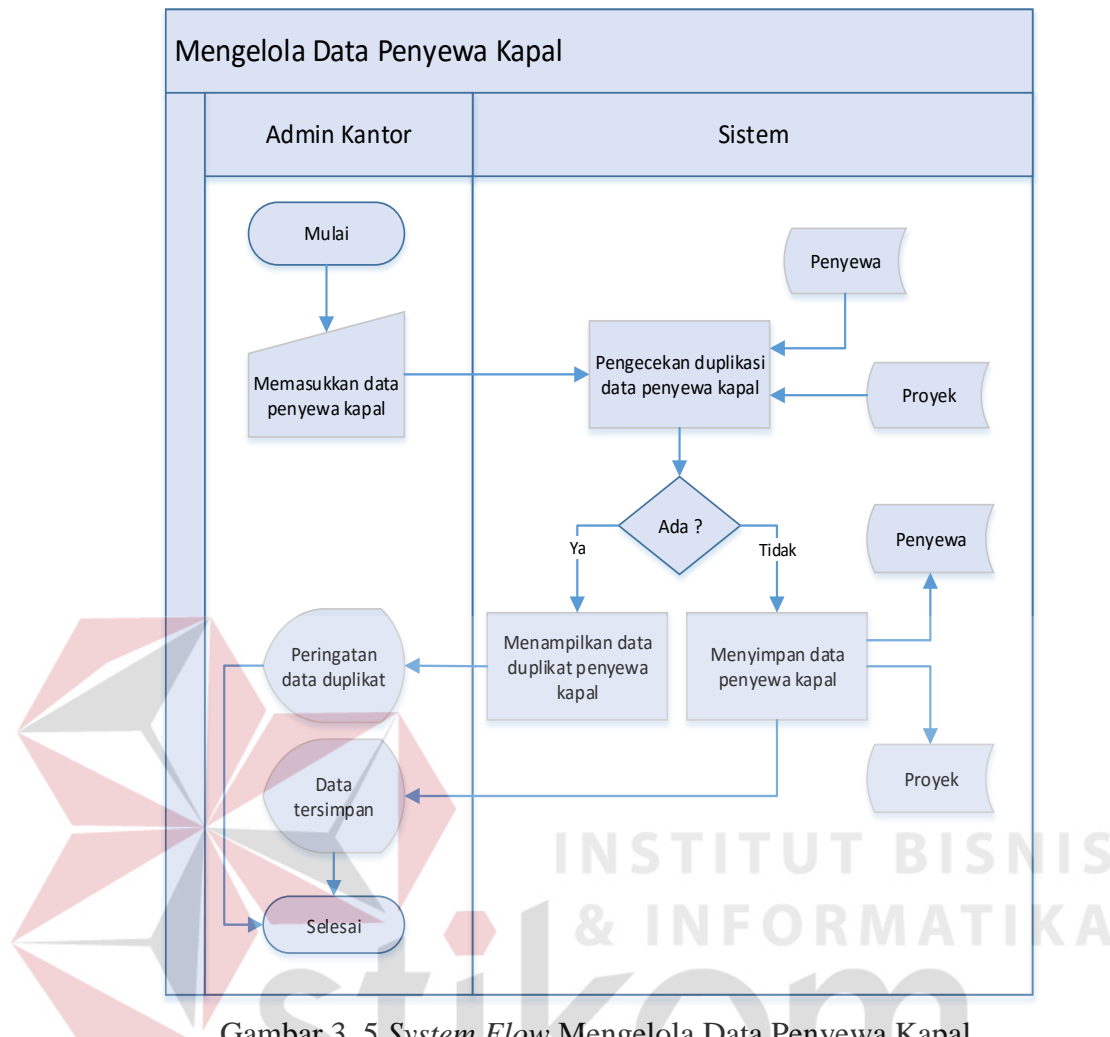 Mengelola Data Penyewa Kapal
Admin Kantor
Sistem
Mulai
Penyewa
Memasukkan data
penyewa kapal
Pengecekan duplikasi
data penyewa kapal
Proyek
Ada ?
Ya
Tidak
Penyewa
Peringatan
data duplikat
Menampilkan data
duplikat penyewa
kapal
Menyimpan data
penyewa kapal
Data
tersimpan
Proyek
Selesai
INSTITUT BISNIS
& INFORMATIKA
stikom
Gambar 3. 5 System Flow Mengelola Data Penyewa Kapal